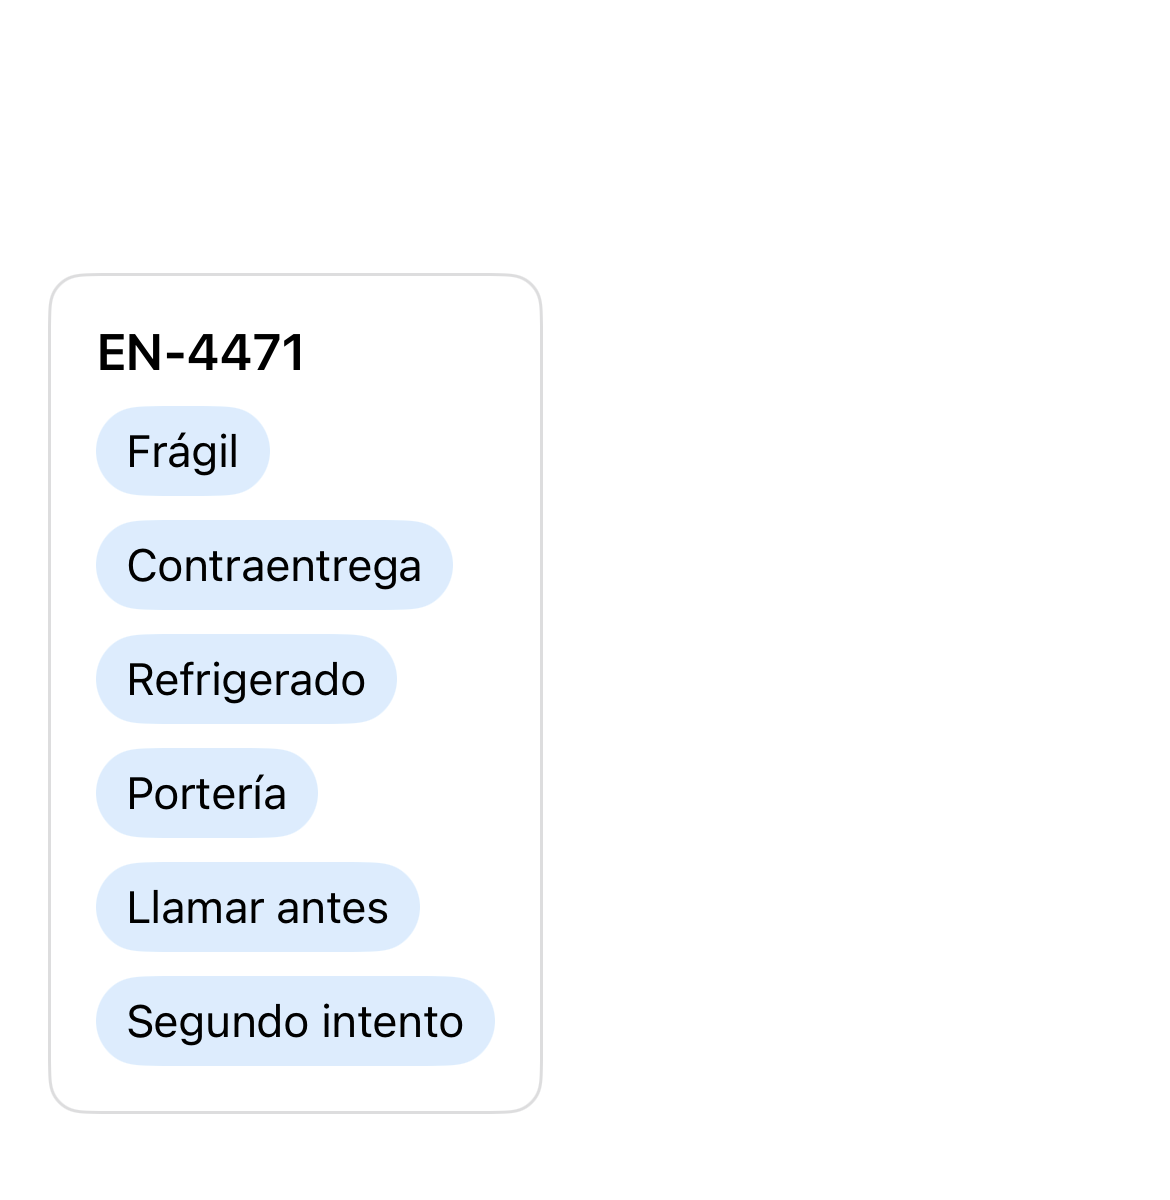 EN-4471
Frágil
Contraentrega
Refrigerado
Portería
Llamar antes
Segundo intento